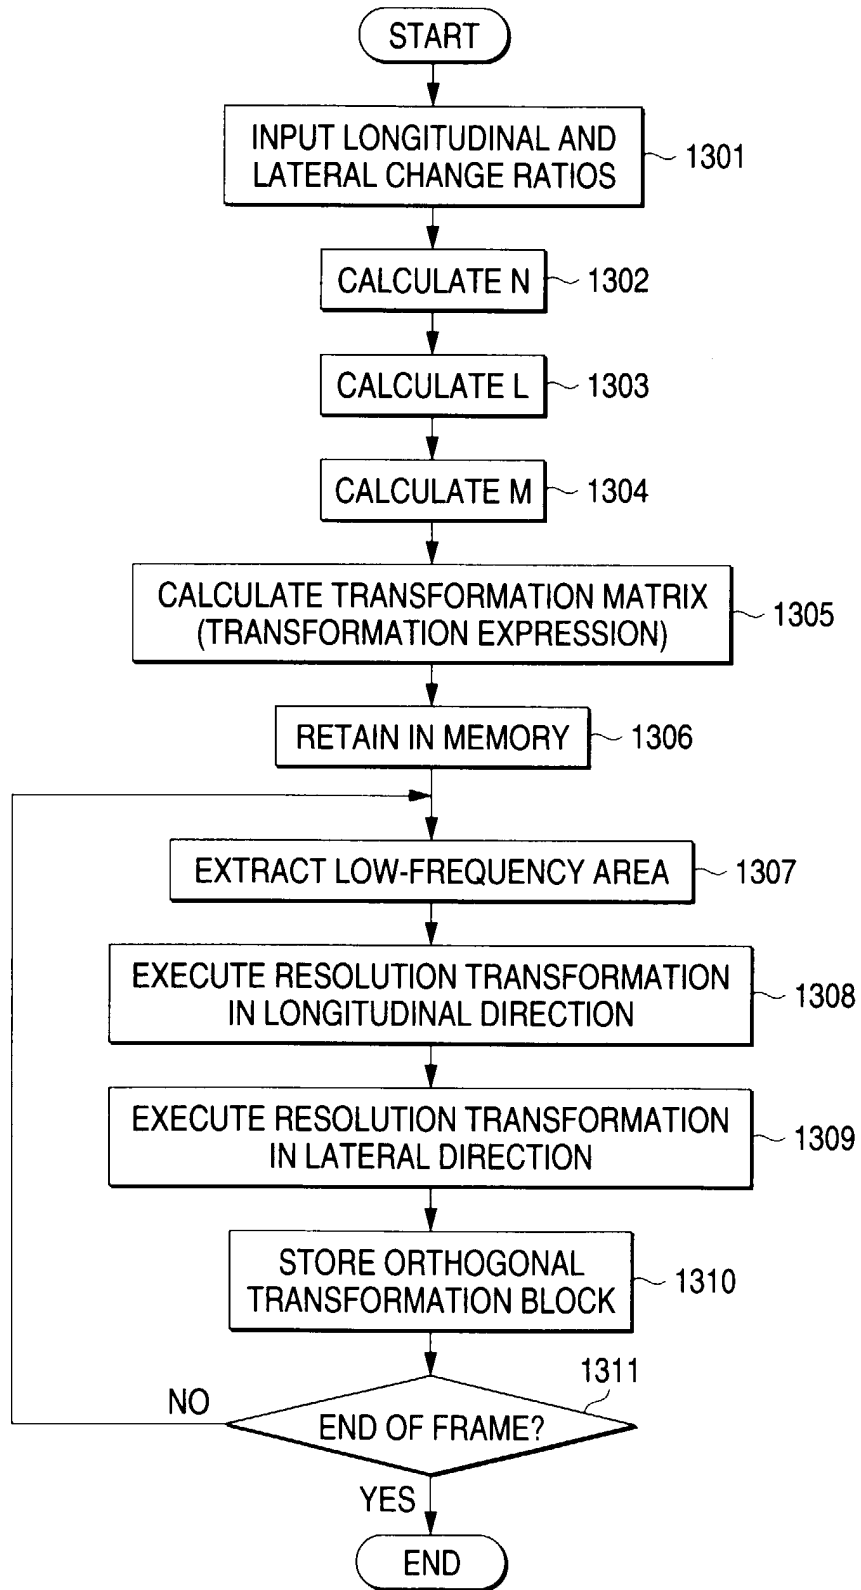 START
INPUT LONGITUDINAL AND
LATERAL CHANGE RATIOS
1301
CALCULATE N
1302
CALCULATE L
1303
CALCULATE M
1304
CALCULATE TRANSFORMATION MATRIX
(TRANSFORMATION EXPRESSION)
1305
RETAIN IN MEMORY
1306
EXTRACT LOW-FREQUENCY AREA
1307
EXECUTE RESOLUTION TRANSFORMATION
IN LONGITUDINAL DIRECTION
1308
EXECUTE RESOLUTION TRANSFORMATION
IN LATERAL DIRECTION
1309
STORE ORTHOGONAL
TRANSFORMATION BLOCK
1310
1311
NO
END OF FRAME?
YES
END